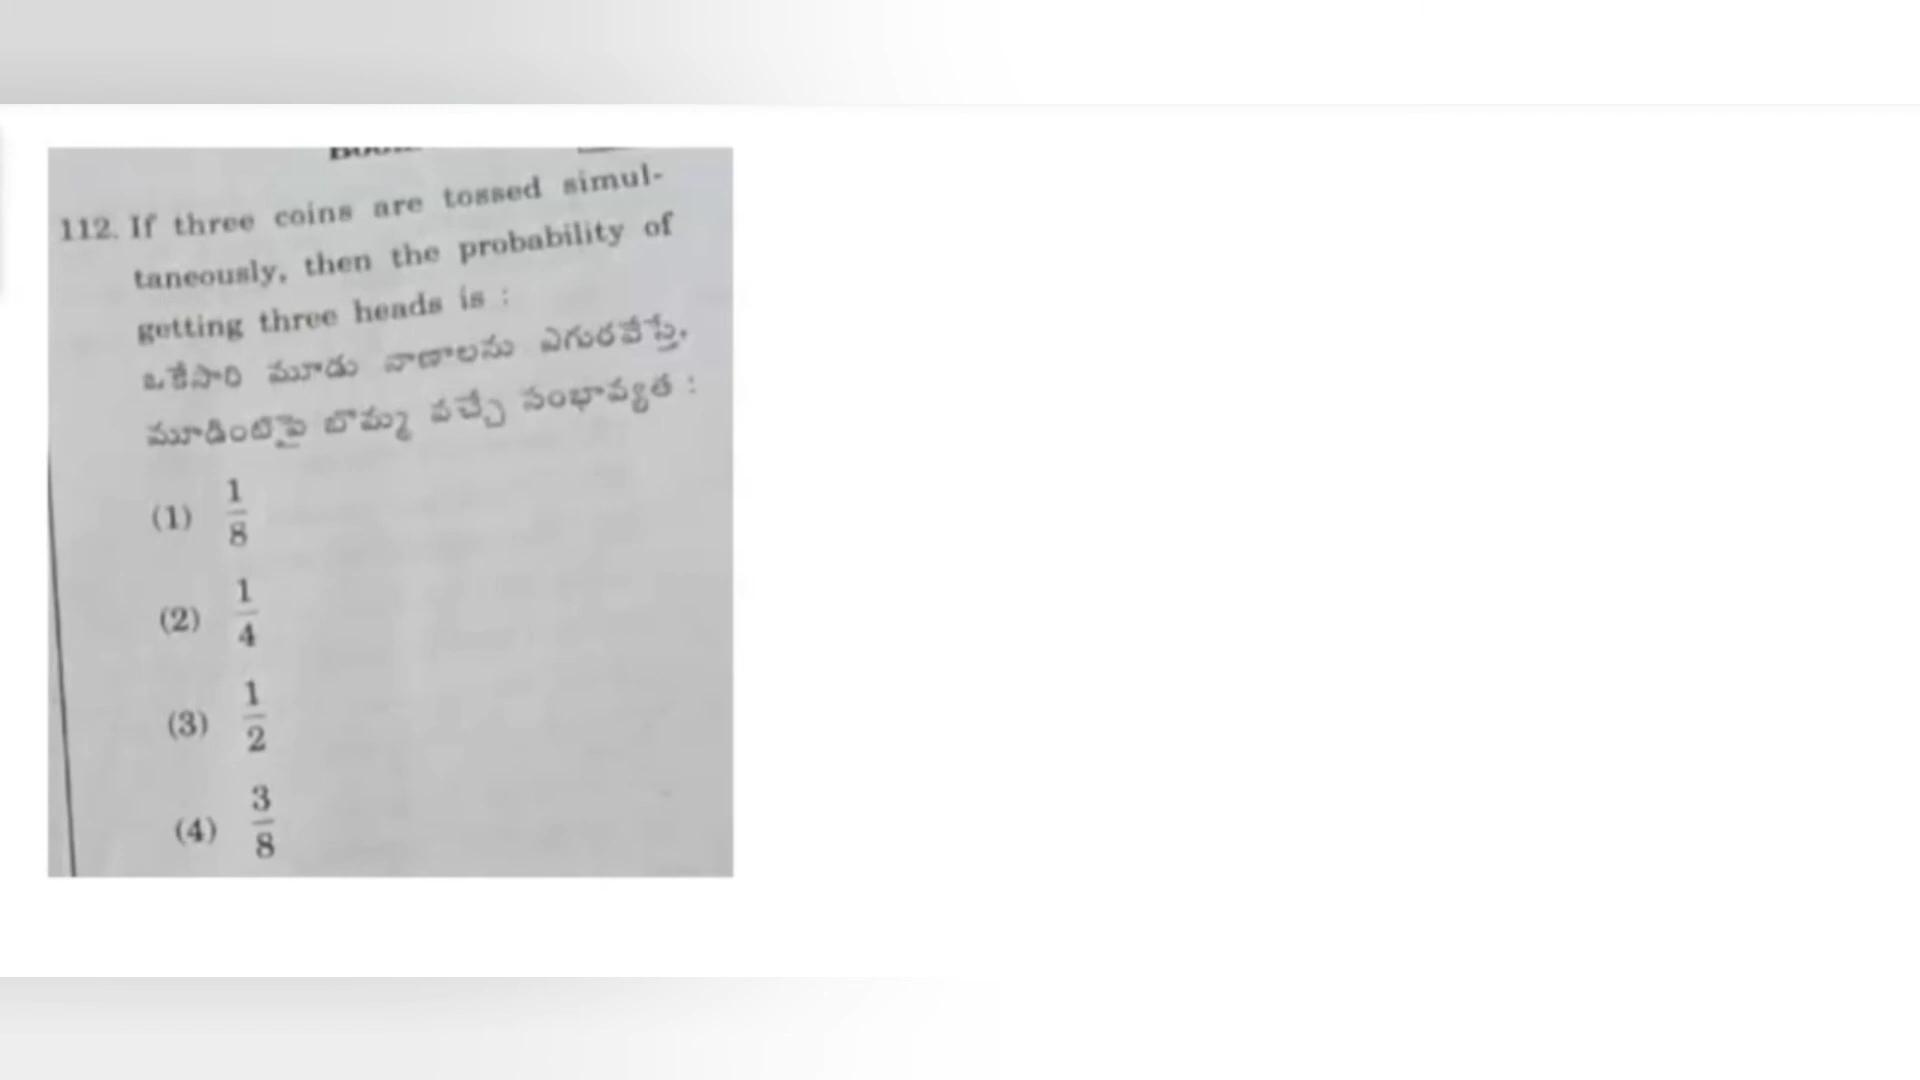 112. If three coins are tossed simul-
taneously, then the probability of
getting three heads is :
ఒకేసారి మూడు నాణాలను ఎగురవేస్తే,
మూడింటిపై బొమ్మ వచ్చే సంభావ్యత :
(1) 1/8
(2) 1/4
(3) 1/2
(4) 3/8